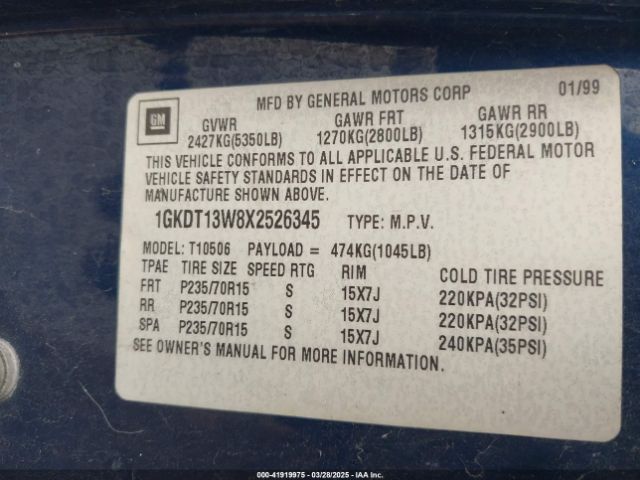 MFD BY GENERAL MOTORS CORP 01/99
GM GVWR GAWR FRT GAWR RR
2427KG(5350LB) 1270KG(2800LB) 1315KG(2900LB)
THIS VEHICLE CONFORMS TO ALL APPLICABLE U.S. FEDERAL MOTOR
VEHICLE SAFETY STANDARDS IN EFFECT ON THE DATE OF
MANUFACTURE SHOWN ABOVE.
1GKDT13W8X2526345 TYPE: M.P.V.
MODEL: T10506 PAYLOAD = 474KG(1045LB)
TPAE TIRE SIZE SPEED RTG RIM COLD TIRE PRESSURE
FRT P235/70R15 S 15X7J 220KPA(32PSI)
RR P235/70R15 S 15X7J 220KPA(32PSI)
SPA P235/70R15 S 15X7J 240KPA(35PSI)
SEE OWNER'S MANUAL FOR MORE INFORMATION.
000-41919975 | 03/28/2025 | IAA Inc.